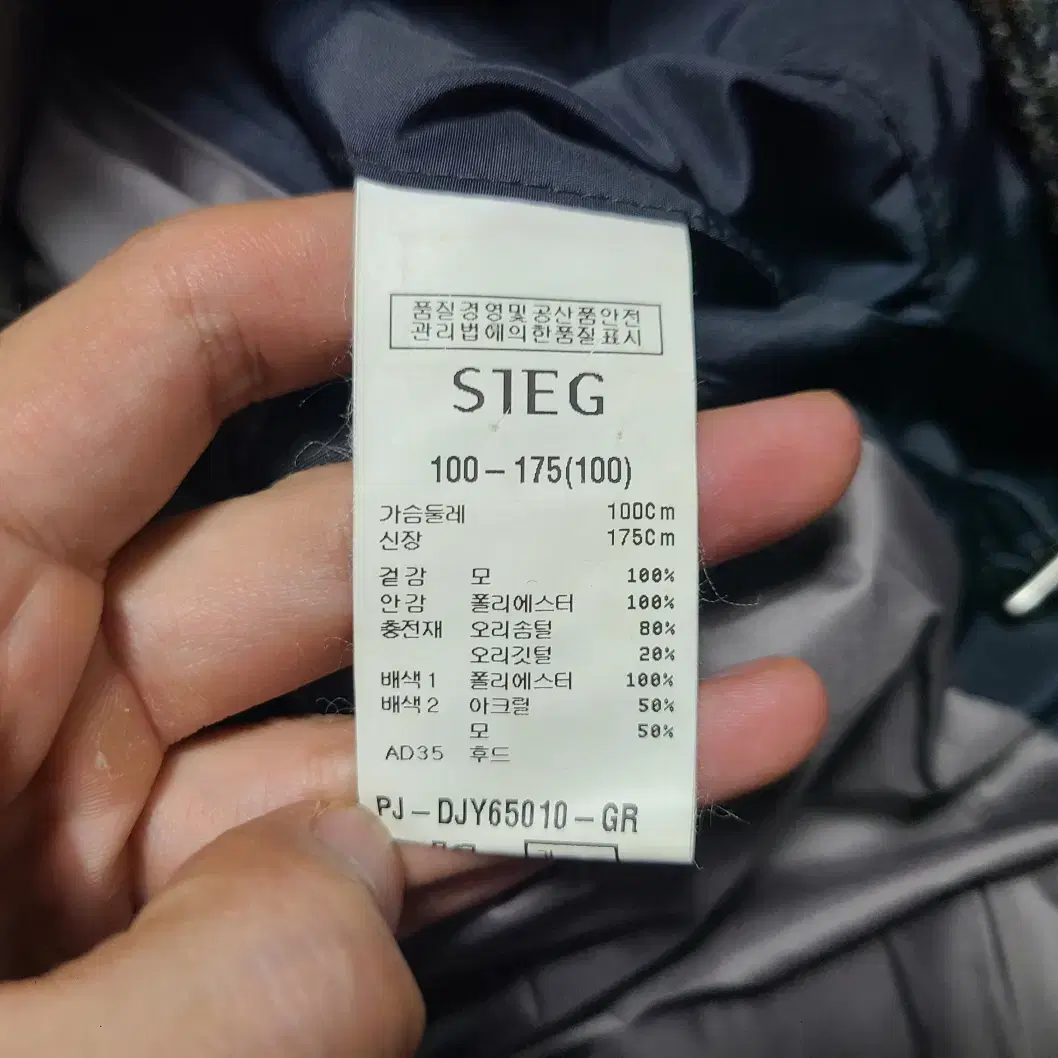 품질경영및공산품안전
관리법에의한품질표시
SIEG
100-175(100)
가슴둘레 100Cm
신장 175Cm
겉감 모 100%
안감 폴리에스터 100%
충전재 오리솜털 80%
오리깃털 20%
배색1 폴리에스터 100%
배색2 아크릴 50%
모 50%
AD35 후드
PJ-DJY65010-GR